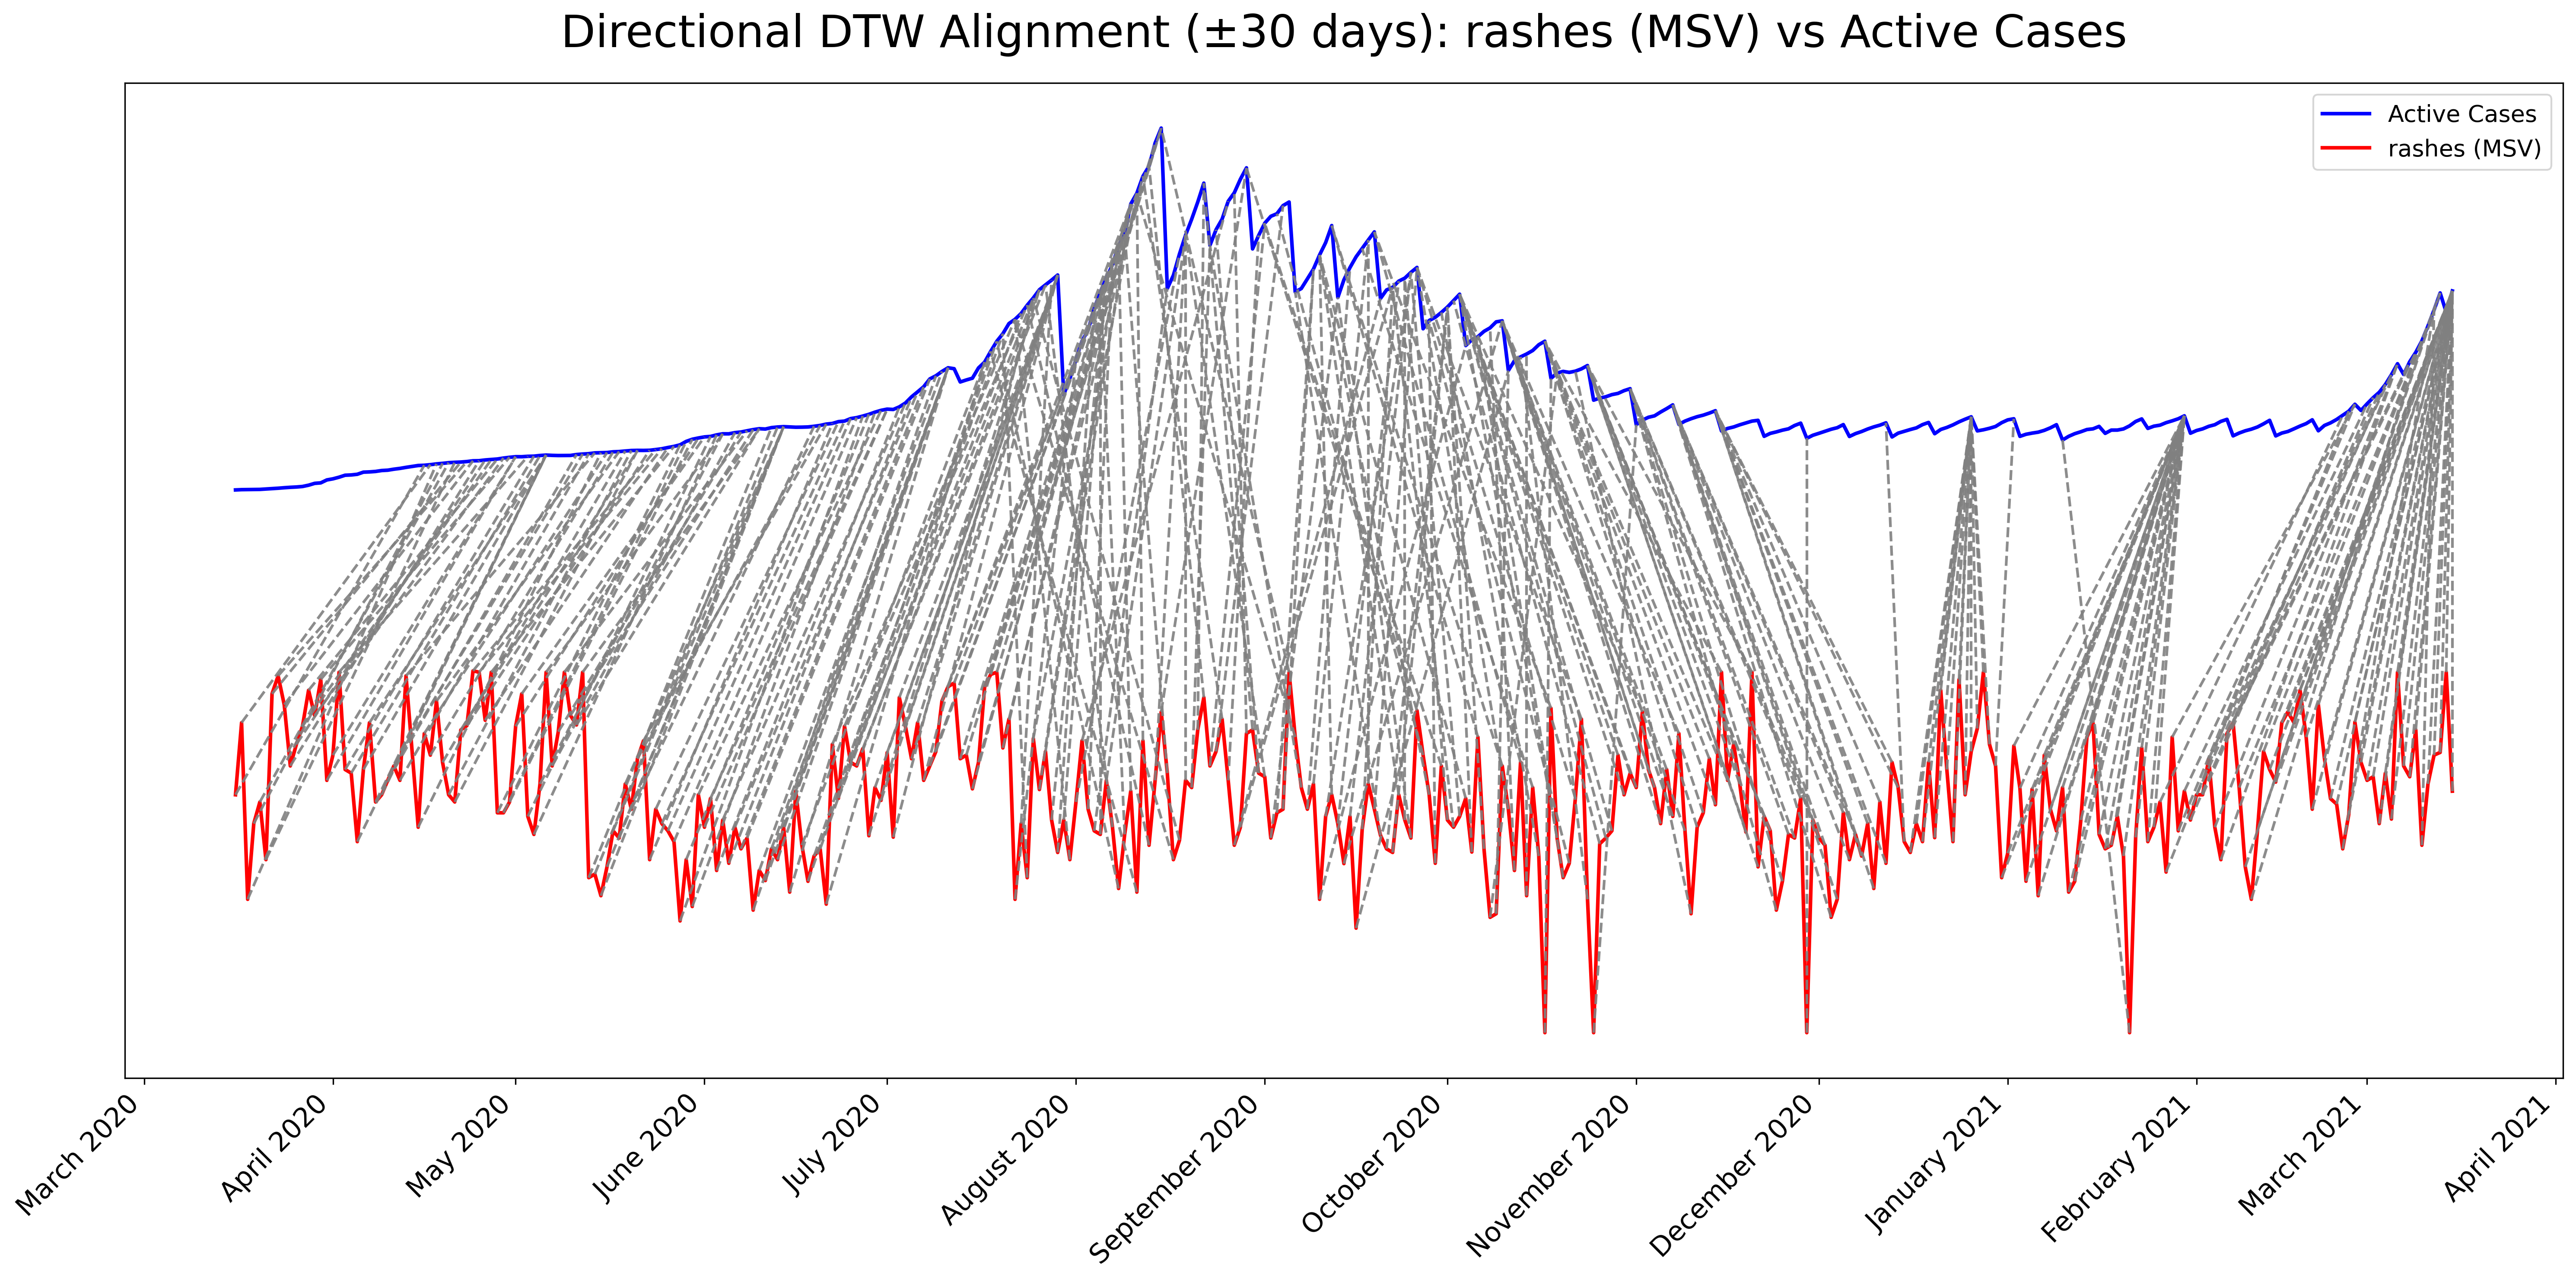 Directional DTW Alignment (±30 days): rashes (MSV) vs Active Cases
Active Cases
rashes (MSV)
March 2020
April 2020
May 2020
June 2020
July 2020
August 2020
September 2020
October 2020
November 2020
December 2020
January 2021
February 2021
March 2021
April 2021